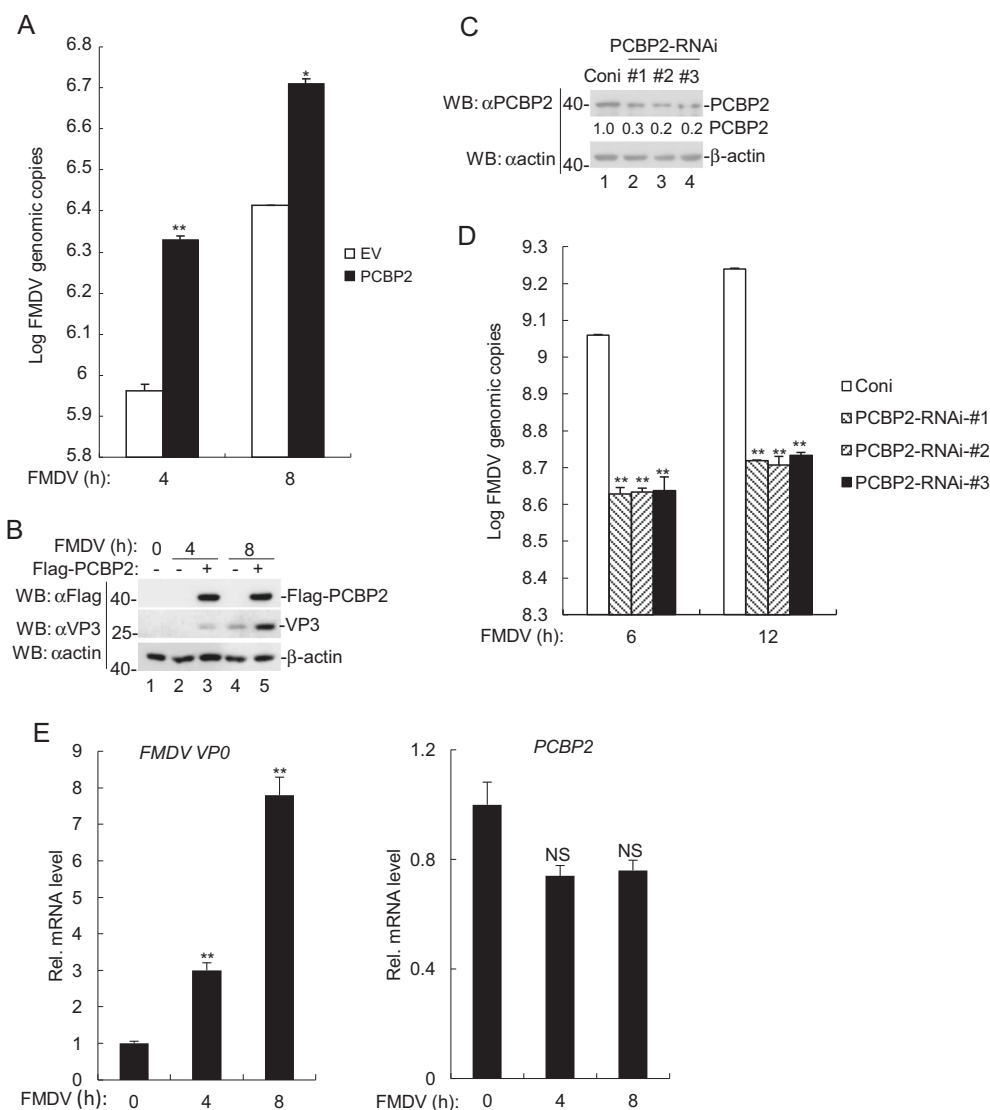 A
6.8
6.7
6.6
6.5
6.4
6.3
6.2
6.1
6
5.9
5.8
Log FMDV genomic copies
**
*
EV
PCBP2
FMDV (h):
4
8
B
FMDV (h): 0 4 8
Flag-PCBP2: - - + - +
WB: αFlag 40- -Flag-PCBP2
WB: αVP3 25- -VP3
WB: αactin 40- -β-actin
1 2 3 4 5
C
PCBP2-RNAi
Coni #1 #2 #3
WB: αPCBP2 40- -PCBP2
1.0 0.3 0.2 0.2 PCBP2
WB: αactin 40- -β-actin
1 2 3 4
D
9.3
9.2
9.1
9
8.9
8.8
8.7
8.6
8.5
8.4
8.3
Log FMDV genomic copies
** ** **
** ** **
Coni
PCBP2-RNAi-#1
PCBP2-RNAi-#2
PCBP2-RNAi-#3
FMDV (h): 6 12
E
FMDV VP0
9
8
7
6
5
4
3
2
1
0
Rel. mRNA level
**
**
FMDV (h): 0 4 8
PCBP2
1.2
0.8
0.4
0
Rel. mRNA level
NS
NS
FMDV (h): 0 4 8